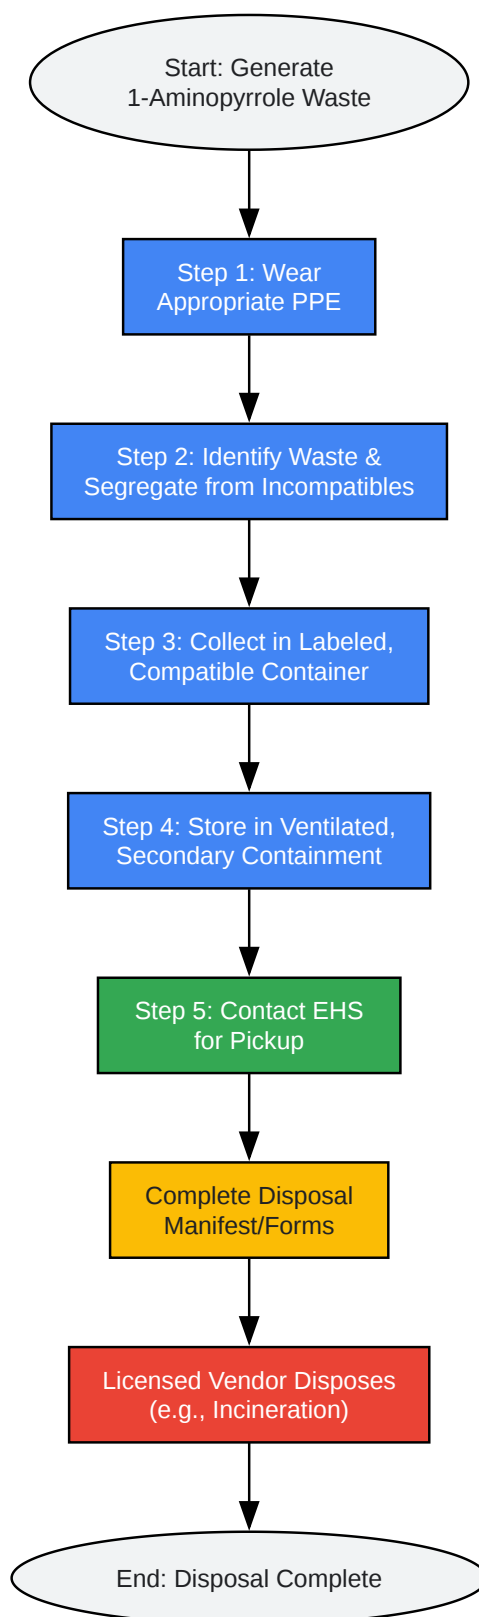 Start: Generate
1-Aminopyrrole Waste
Step 1: Wear
Appropriate PPE
Step 2: Identify Waste &
Segregate from Incompatibles
Step 3: Collect in Labeled,
Compatible Container
Step 4: Store in Ventilated,
Secondary Containment
Step 5: Contact EHS
for Pickup
Complete Disposal
Manifest/Forms
Licensed Vendor Disposes
(e.g., Incineration)
End: Disposal Complete